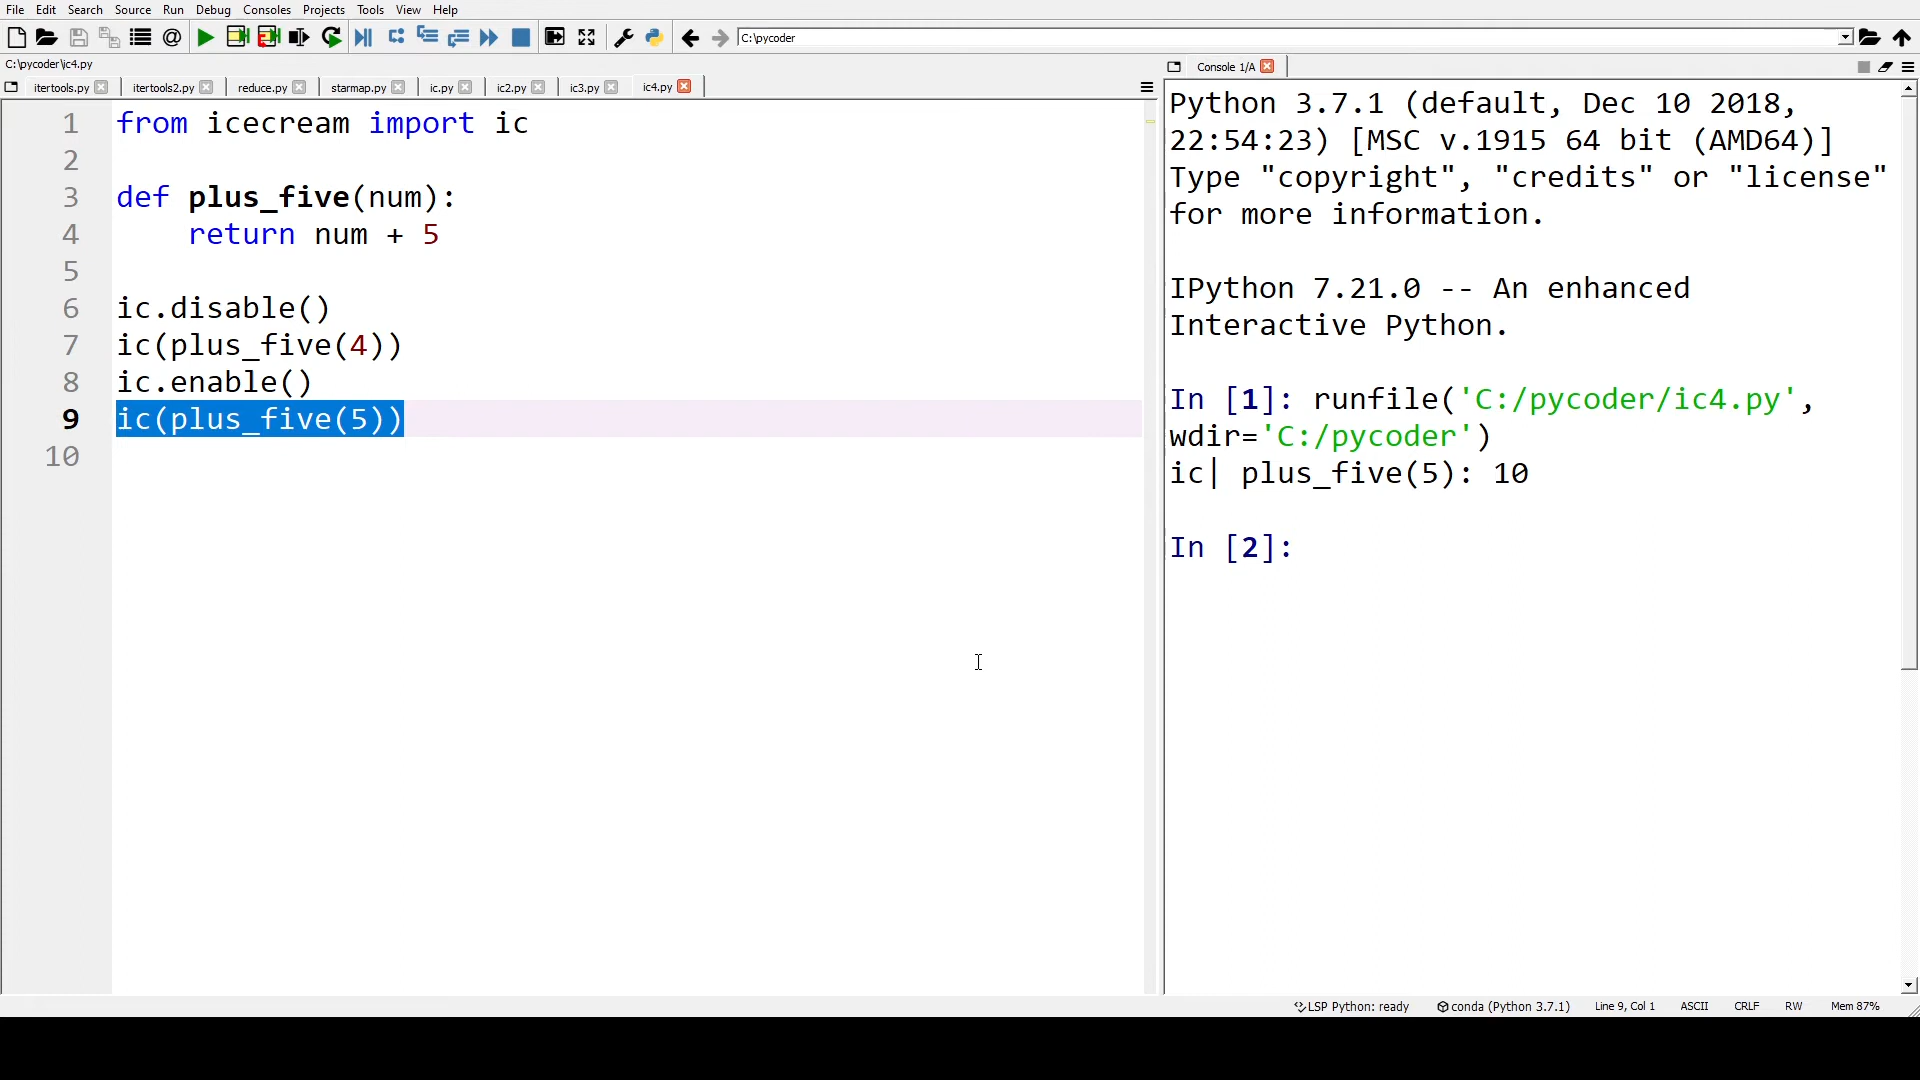 File Edit Search Source Run Debug Consoles Projects Tools View Help
C:\pycoder
C:\pycoder\ic4.py
itertools.py itertools2.py reduce.py starmap.py ic.py ic2.py ic3.py ic4.py
1 from icecream import ic
2
3 def plus_five(num):
4 return num + 5
5
6 ic.disable()
7 ic(plus_five(4))
8 ic.enable()
9 ic(plus_five(5))
10
Console 1/A
Python 3.7.1 (default, Dec 10 2018,
22:54:23) [MSC v.1915 64 bit (AMD64)]
Type "copyright", "credits" or "license"
for more information.
IPython 7.21.0 -- An enhanced
Interactive Python.
In [1]: runfile('C:/pycoder/ic4.py',
wdir='C:/pycoder')
ic| plus_five(5): 10
In [2]:
LSP Python: ready conda (Python 3.7.1) Line 9, Col 1 ASCII CRLF RW Mem 87%